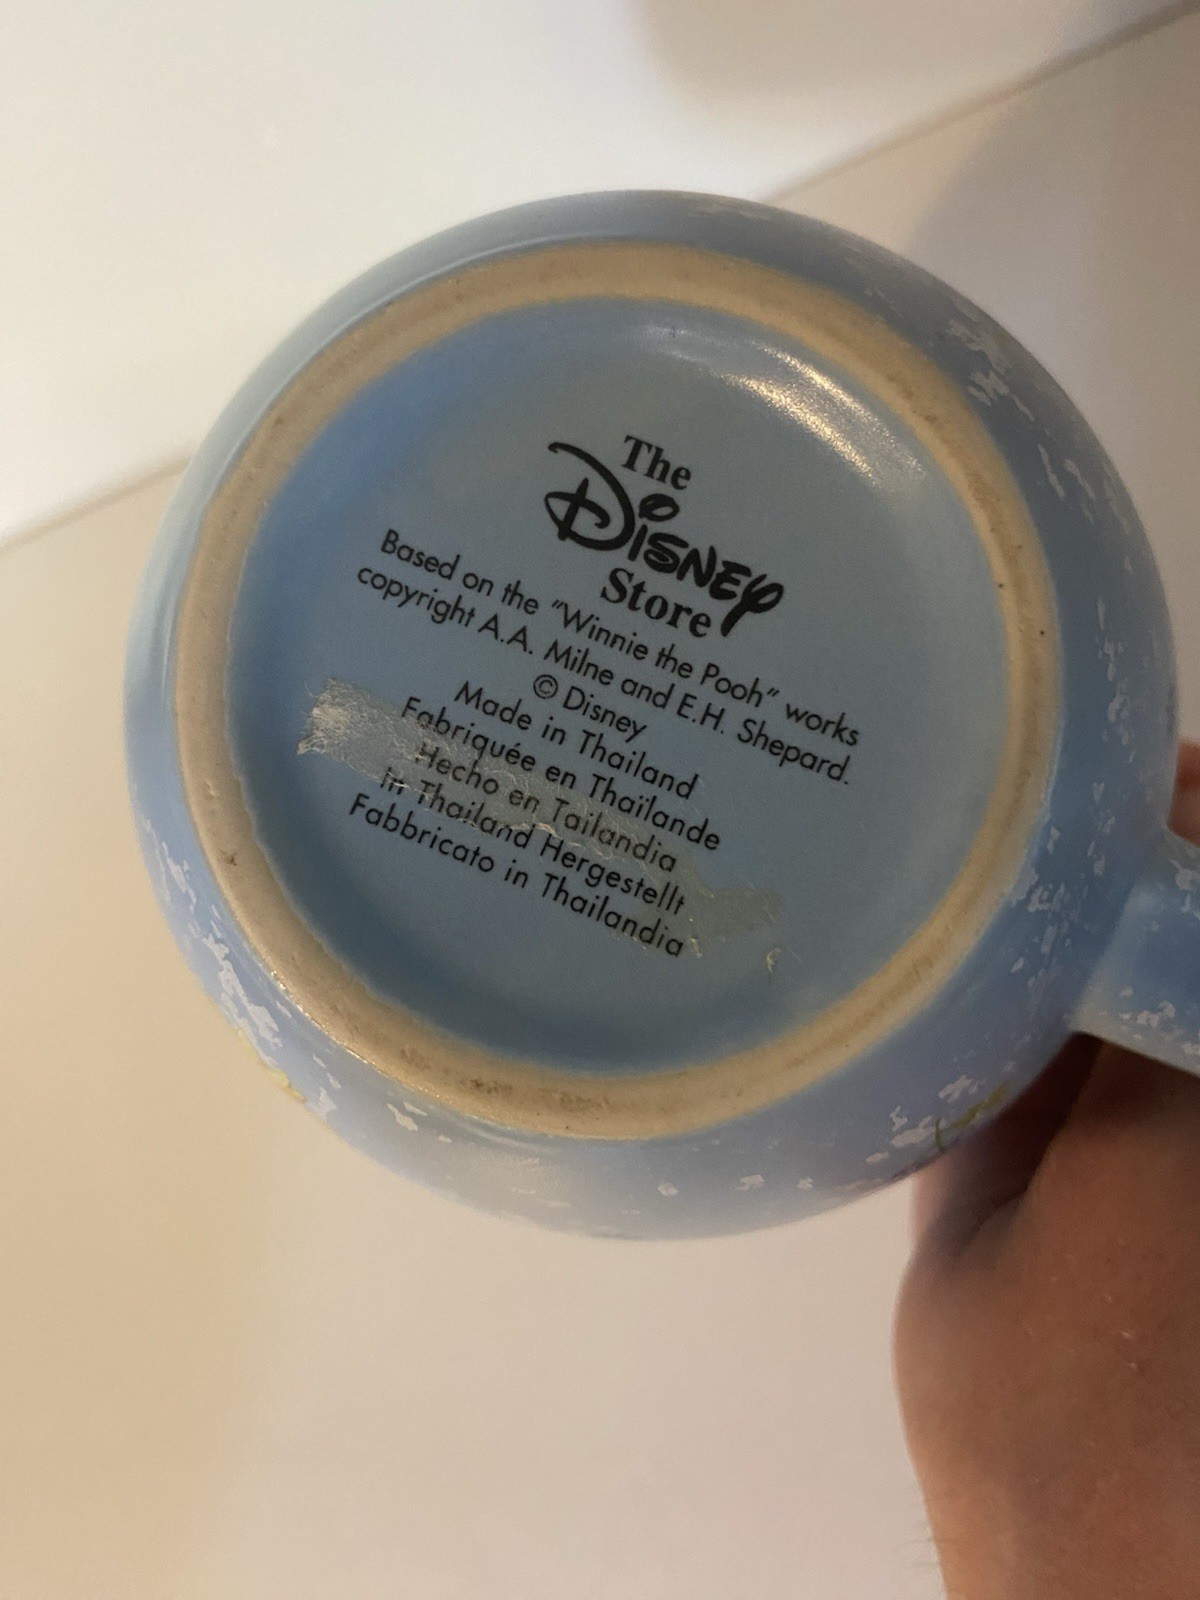 The
Disney
Store
Based on the "Winnie the Pooh" works
copyright A.A. Milne and E.H. Shepard.
© Disney
Made in Thailand
Fabriquée en Thaïlande
Hecho en Tailandia
In Thailand Hergestellt
Fabbricato in Thailandia